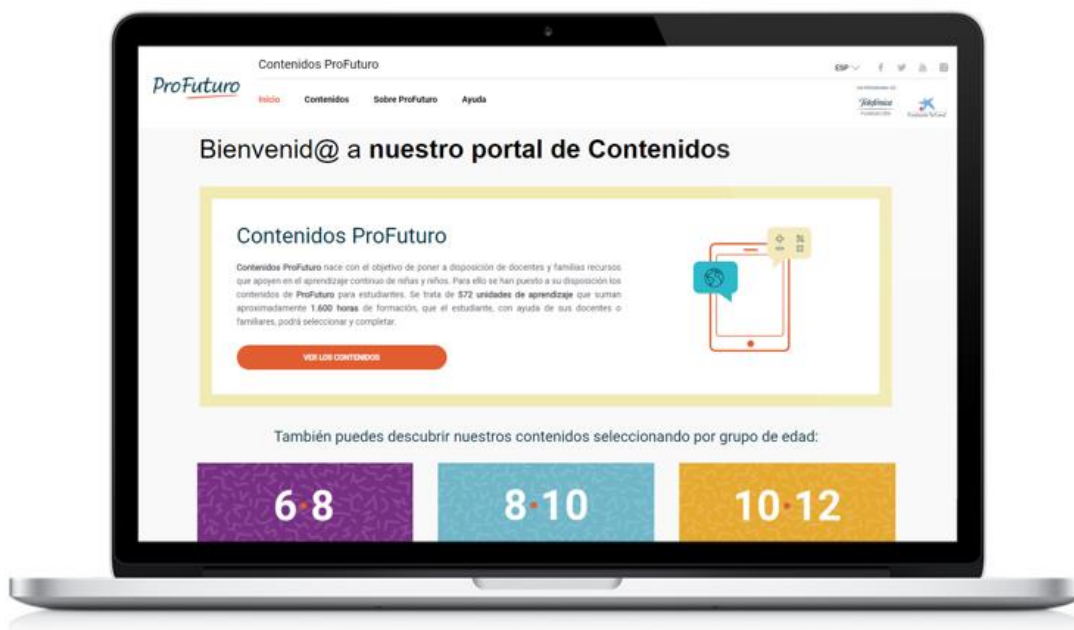 Contenidos ProFuturo
ESP
ProFuturo
Inicio Contenidos Sobre ProFuturo Ayuda
Telefónica
FUNDACIÓN
Fundación "la Caixa"
Bienvenid@ a nuestro portal de Contenidos
Contenidos ProFuturo
Contenidos ProFuturo nace con el objetivo de poner a disposición de docentes y familias recursos
que apoyen en el aprendizaje continuo de niñas y niños. Para ello se han puesto a su disposición los
contenidos de ProFuturo para estudiantes. Se trata de 572 unidades de aprendizaje que suman
aproximadamente 1.600 horas de formación, que el estudiante, con ayuda de sus docentes o
familiares, podrá seleccionar y completar.
VER LOS CONTENIDOS
También puedes descubrir nuestros contenidos seleccionando por grupo de edad:
6•8 8•10 10•12